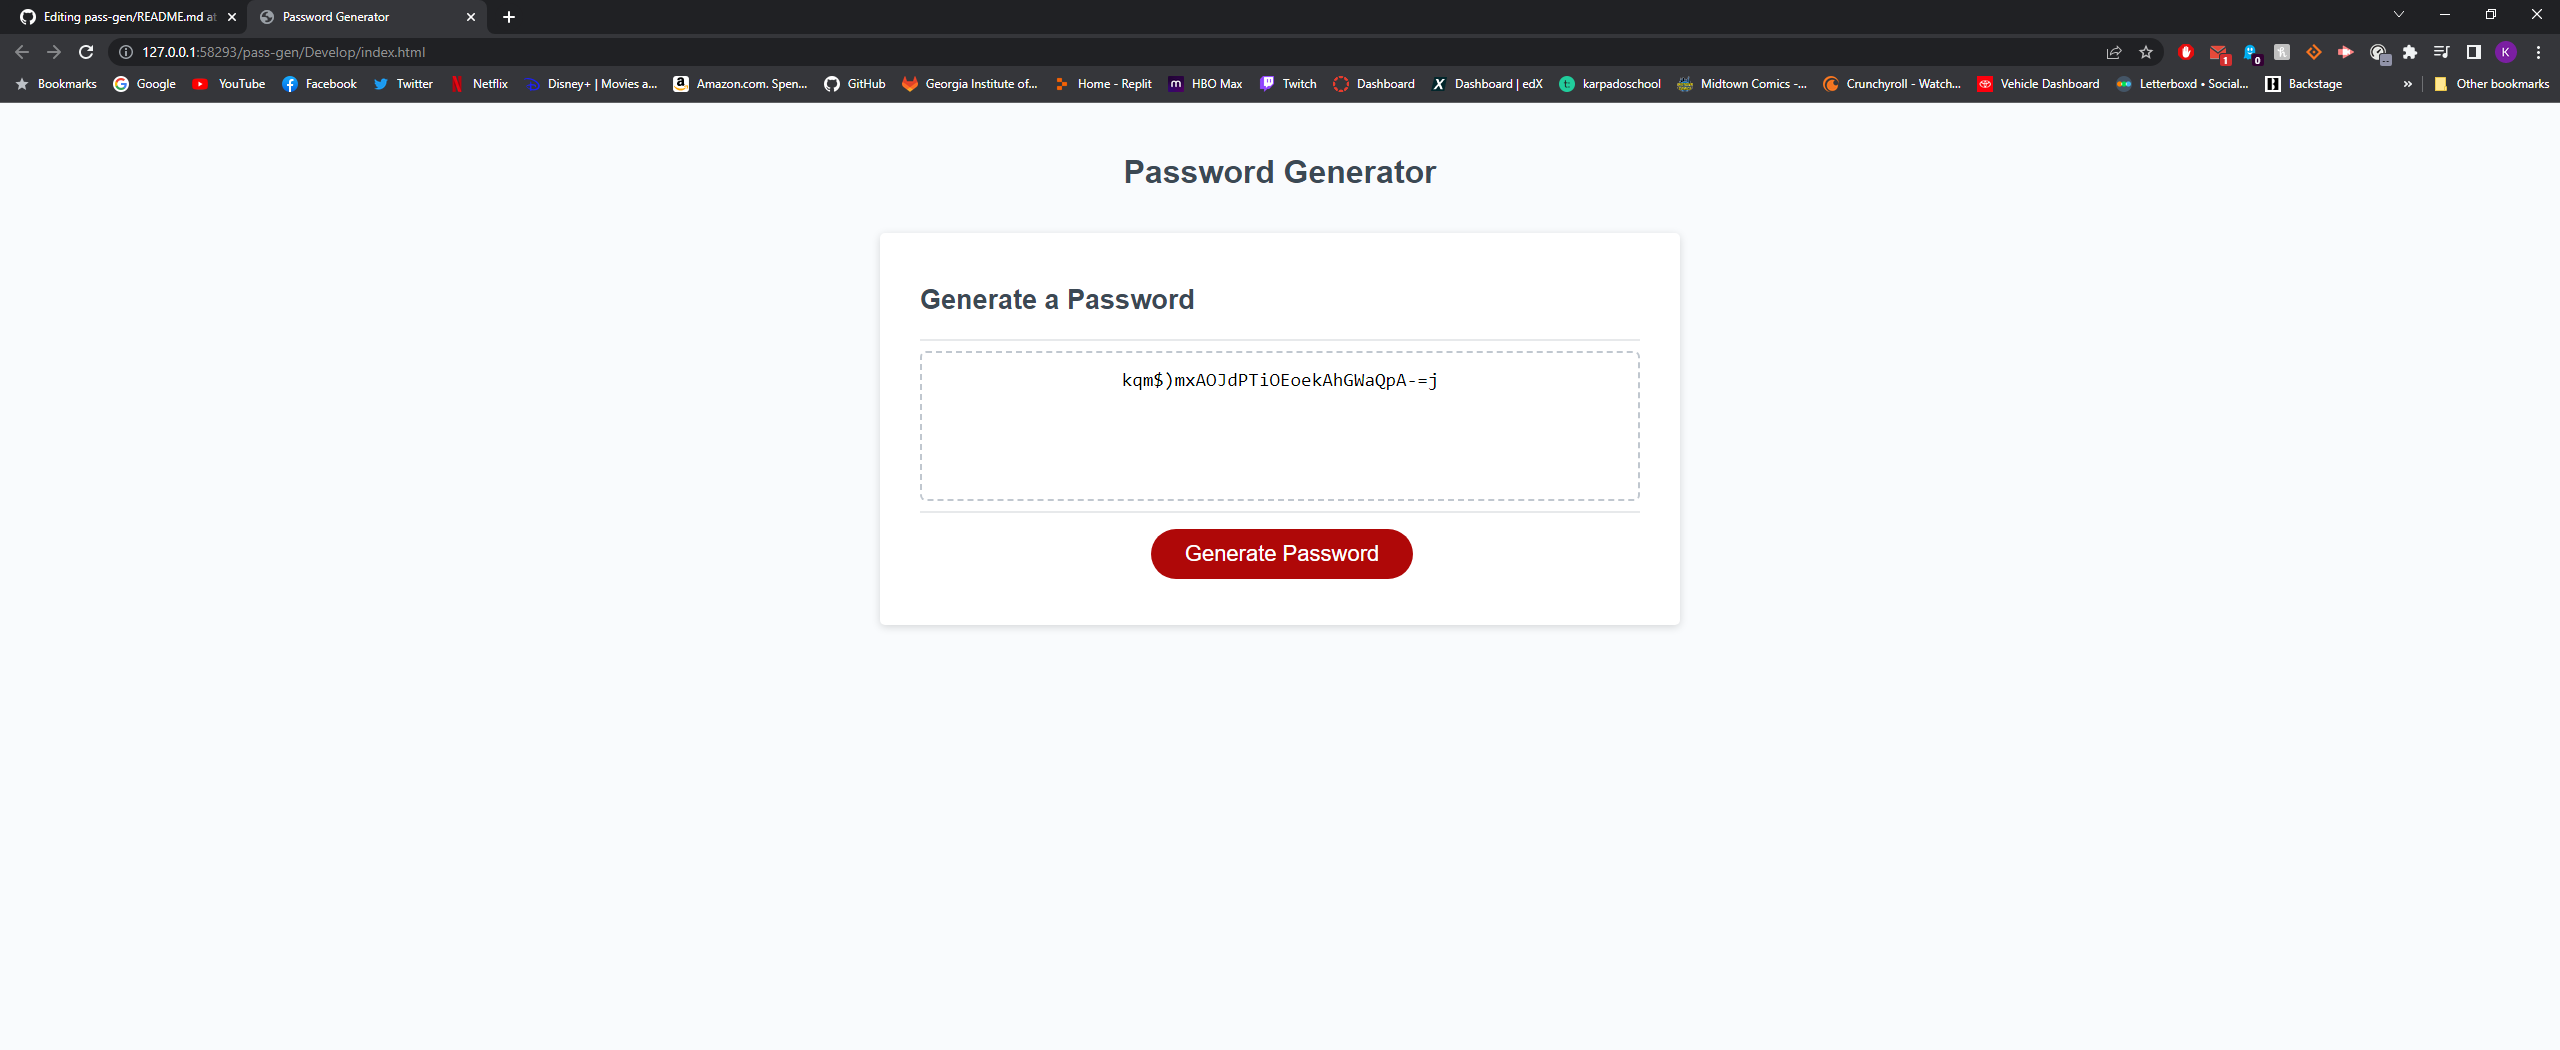 Editing pass-gen/README.md at
Password Generator
127.0.0.1:58293/pass-gen/Develop/index.html
1
0
K
Bookmarks
Google
YouTube
Facebook
Twitter
Netflix
Disney+ | Movies a...
Amazon.com. Spen...
GitHub
Georgia Institute of...
Home - Replit
HBO Max
Twitch
Dashboard
Dashboard | edX
karpadoschool
Midtown Comics -...
Crunchyroll - Watch...
Vehicle Dashboard
Letterboxd • Social...
Backstage
»
Other bookmarks
Password Generator
Generate a Password
kqm$)mxAOJdPTiOEoekAhGWaQpA-=j
Generate Password